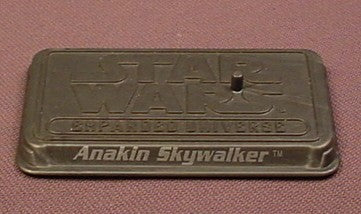 STAR
WARS
EXPANDED UNIVERSE
Anakin Skywalker™